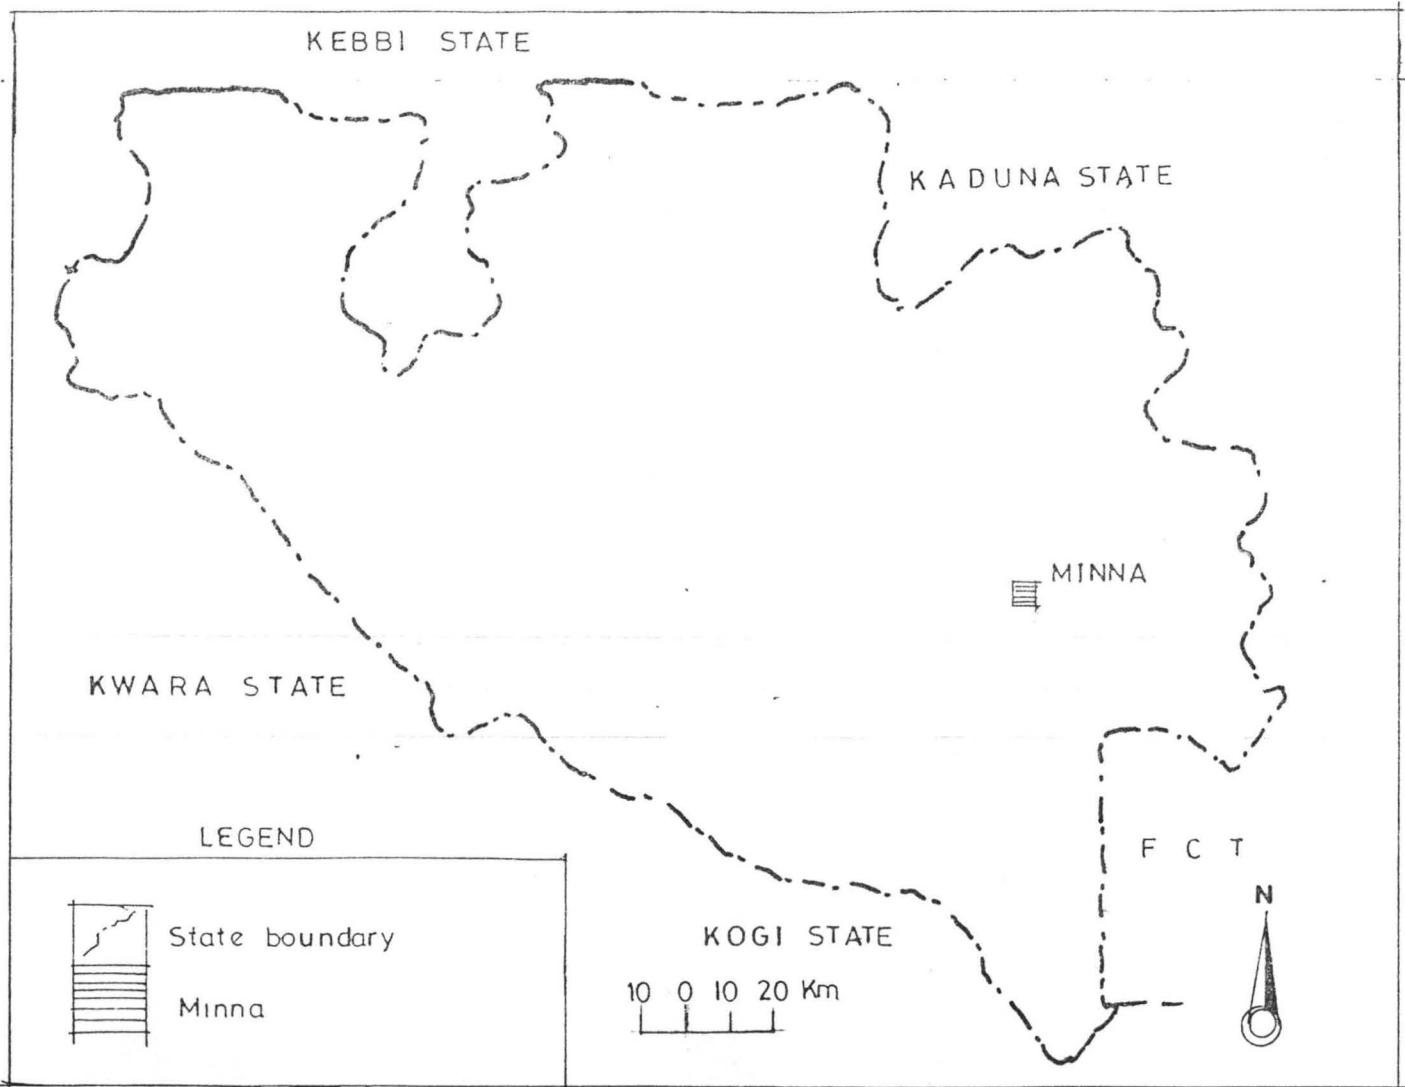 KEBBI STATE
KADUNA STATE
MINNA
KWARA STATE
LEGEND
F C T
N
State boundary
KOGI STATE
10 0 10 20 Km
Minna